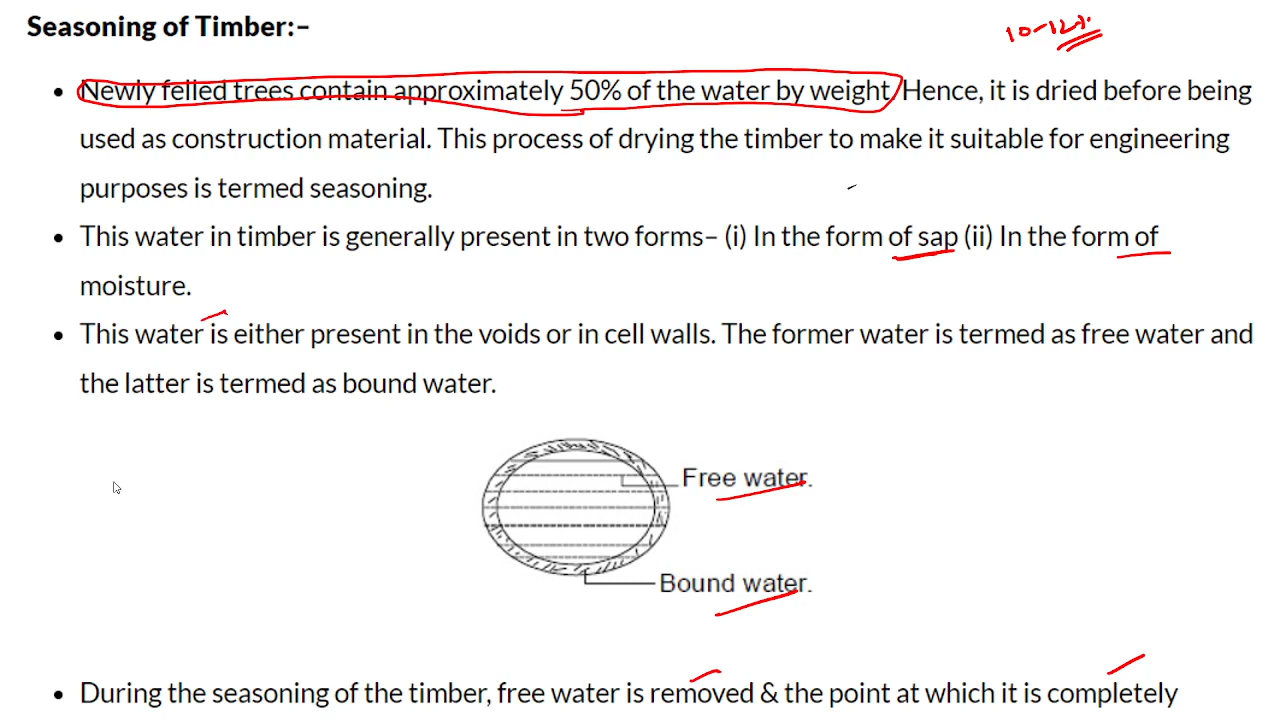 Seasoning of Timber:–
10-12%
• Newly felled trees contain approximately 50% of the water by weight. Hence, it is dried before being
used as construction material. This process of drying the timber to make it suitable for engineering
purposes is termed seasoning.
• This water in timber is generally present in two forms– (i) In the form of sap (ii) In the form of
moisture.
• This water is either present in the voids or in cell walls. The former water is termed as free water and
the latter is termed as bound water.
Free water.
Bound water.
• During the seasoning of the timber, free water is removed & the point at which it is completely